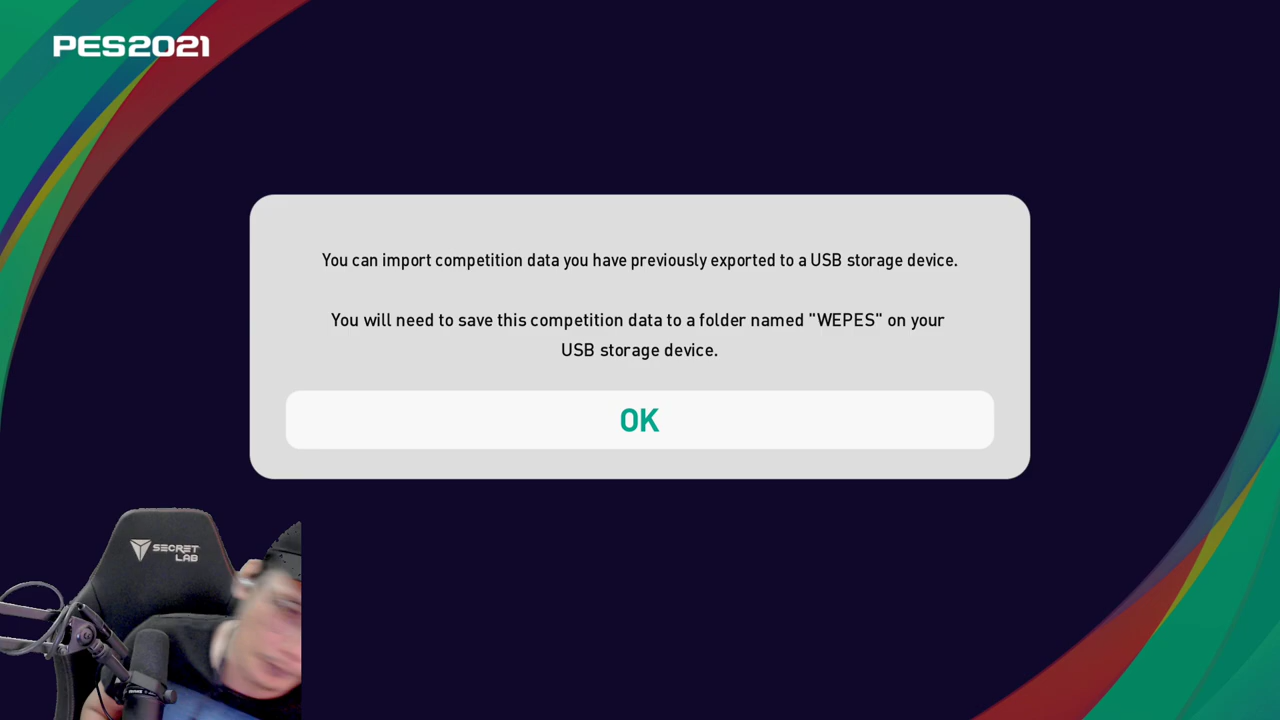 PES2021
You can import competition data you have previously exported to a USB storage device.
You will need to save this competition data to a folder named "WEPES" on your
USB storage device.
OK
SECRET
LAB